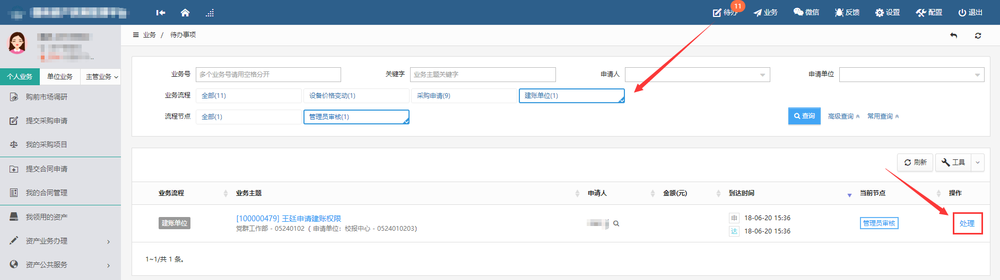 待办 11 业务 微信 反馈 设置 配置 退出
业务 / 待办事项
个人业务 单位业务 主管业务
购前市场调研
提交采购申请
我的采购项目
提交合同申请
我的合同管理
我领用的资产
资产业务办理
资产公共服务
业务号 多个业务号请用空格分开 关键字 业务主题关键字 申请人 申请单位
业务流程 全部(11) 设备价格变动(1) 采购申请(9) 建账单位(1)
流程节点 全部(1) 管理员审核(1) 查询 高级查询 常用查询
刷新 工具
业务流程 业务主题 申请人 金额(元) 到达时间 当前节点 操作
建账单位 [100000479] 王廷申请建账权限 申 18-06-20 15:36 管理员审核 处理
党群工作部 - 05240102 ( 申请单位: 校报中心 - 0524010203) 达 18-06-20 15:36
1~1/共 1 条。